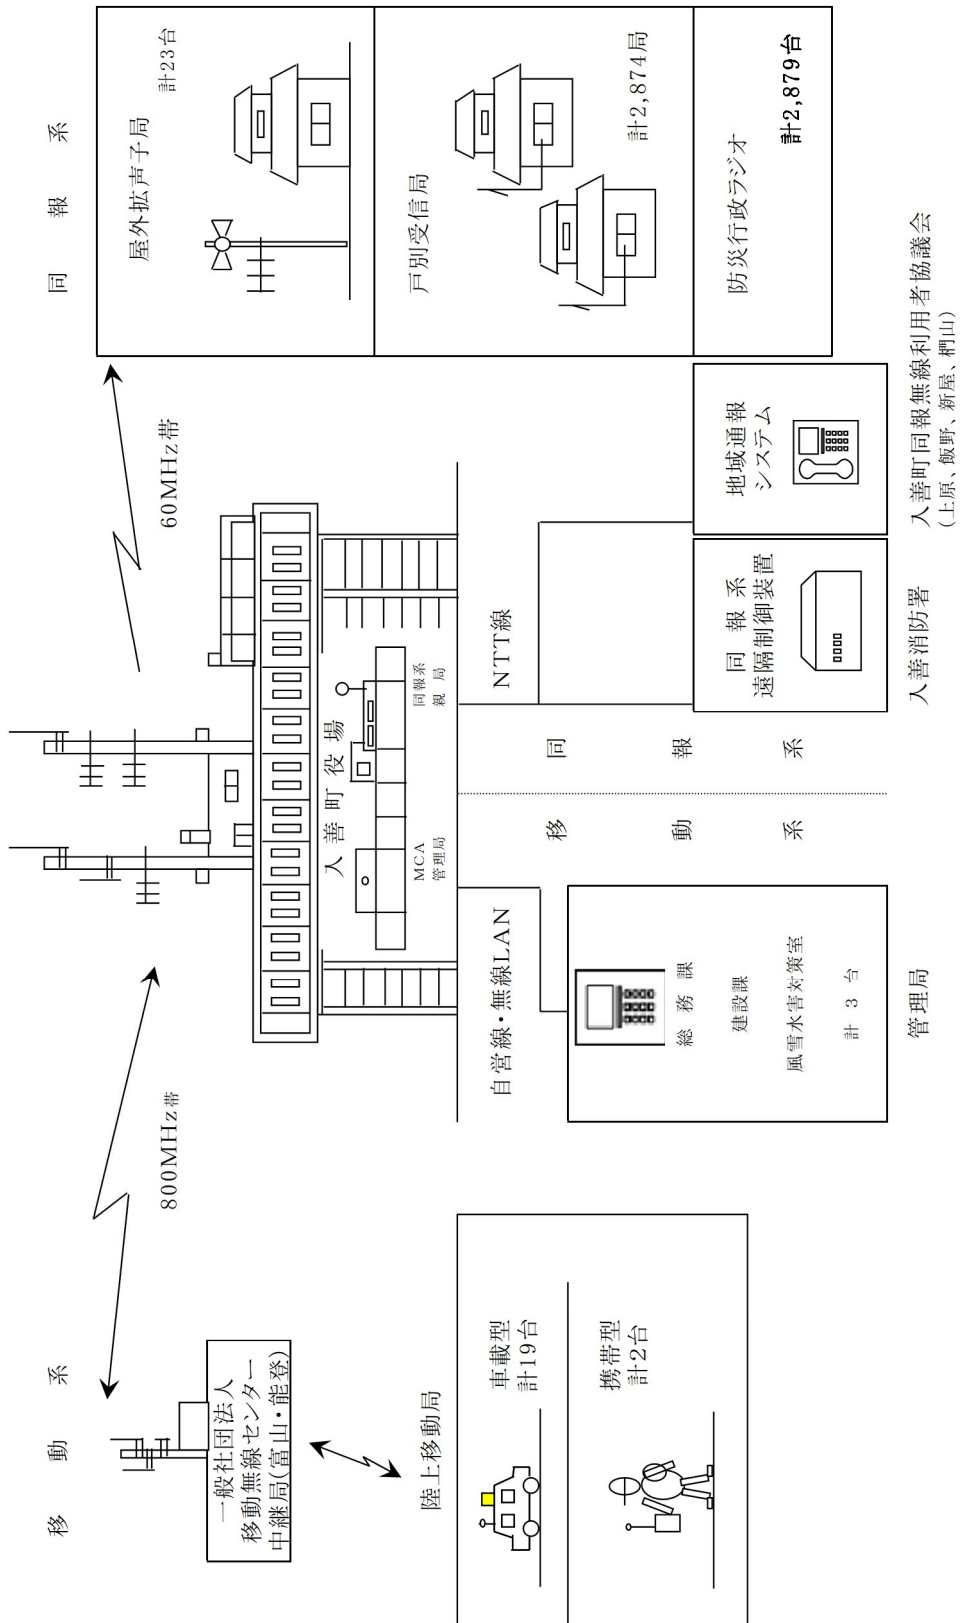 移動系
一般社団法人
移動無線センター
中継局(富山・能登)
800MHz帯
陸上移動局
車載型
計19台
携帯型
計2台
入善町役場
MCA
管理局
同報系
親局
60MHz帯
自営線・無線LAN
NTT線
総務課
建設課
風雪水害対策室
計3台
管理局
移動系
同報系
同報系
遠隔制御装置
入善消防署
地域通報
システム
入善町同報無線利用者協議会
(上原、飯野、新屋、椚山)
同報系
屋外拡声子局
計23台
戸別受信局
計2,874局
防災行政ラジオ
計2,879台